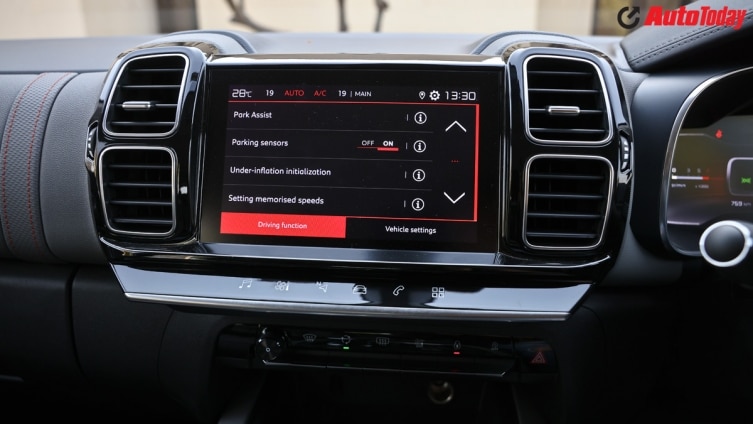 AutoToday
28°C 19 AUTO A/C 19 | MAIN 13:30
Park Assist
Parking sensors OFF ON
Under-inflation initialization
Setting memorised speeds
Driving function Vehicle settings